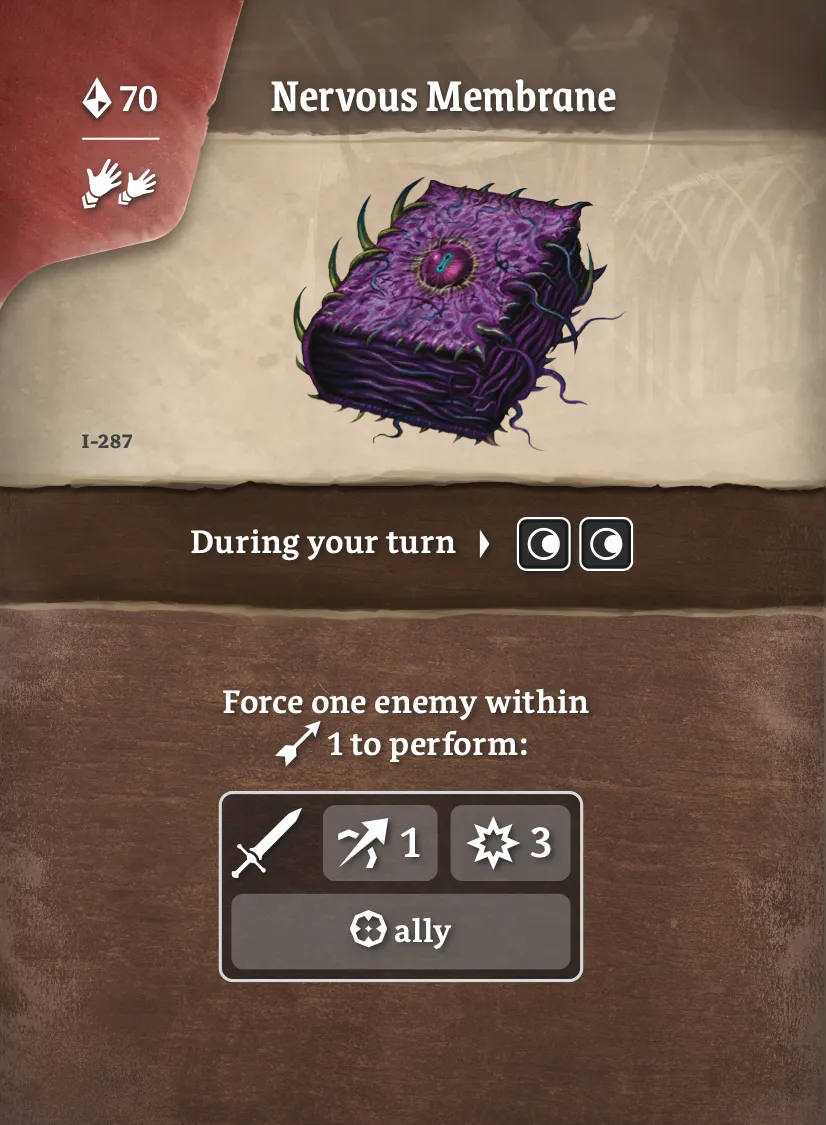 70
Nervous Membrane
I-287
During your turn
Force one enemy within
1 to perform:
1 3
ally